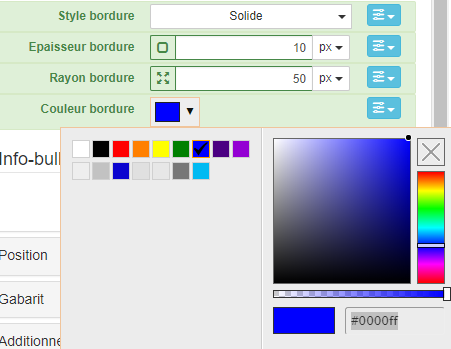 Style bordure Solide
Epaisseur bordure 10 px
Rayon bordure 50 px
Couleur bordure
Info-bull
Position
Gabarit
Additionne
#0000ff